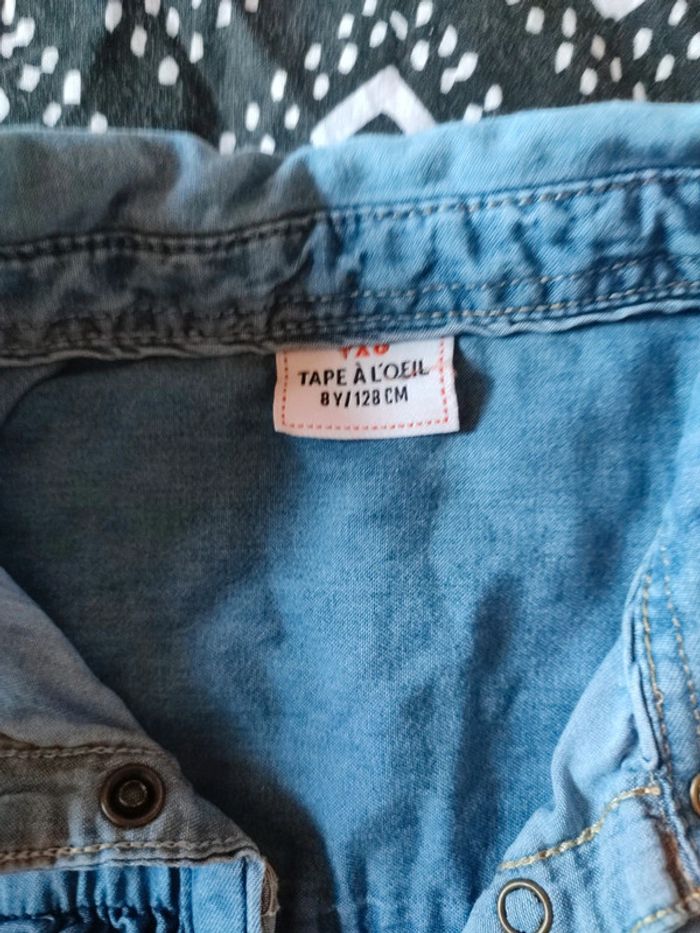 TAPE À L'OEIL
8 Y / 128 CM